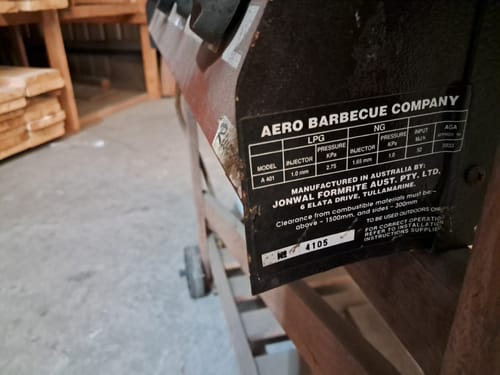 AERO BARBECUE COMPANY
LPG NG
MODEL INJECTOR PRESSURE KPa INJECTOR PRESSURE KPa INPUT MJ/h AGA APPROVAL No
A 401 1.0 mm 2.75 1.65 mm 1.0 52
MANUFACTURED IN AUSTRALIA BY:
JONWAL FORMRITE AUST. PTY. LTD.
6 ELATA DRIVE, TULLAMARINE.
Clearance from combustible materials must be:-
above - 1500mm, and sides - 300mm
TO BE USED OUTDOORS
FOR CORRECT OPERATION
REFER TO INSTALLATION
INSTRUCTIONS SUPPLIED
No 4105